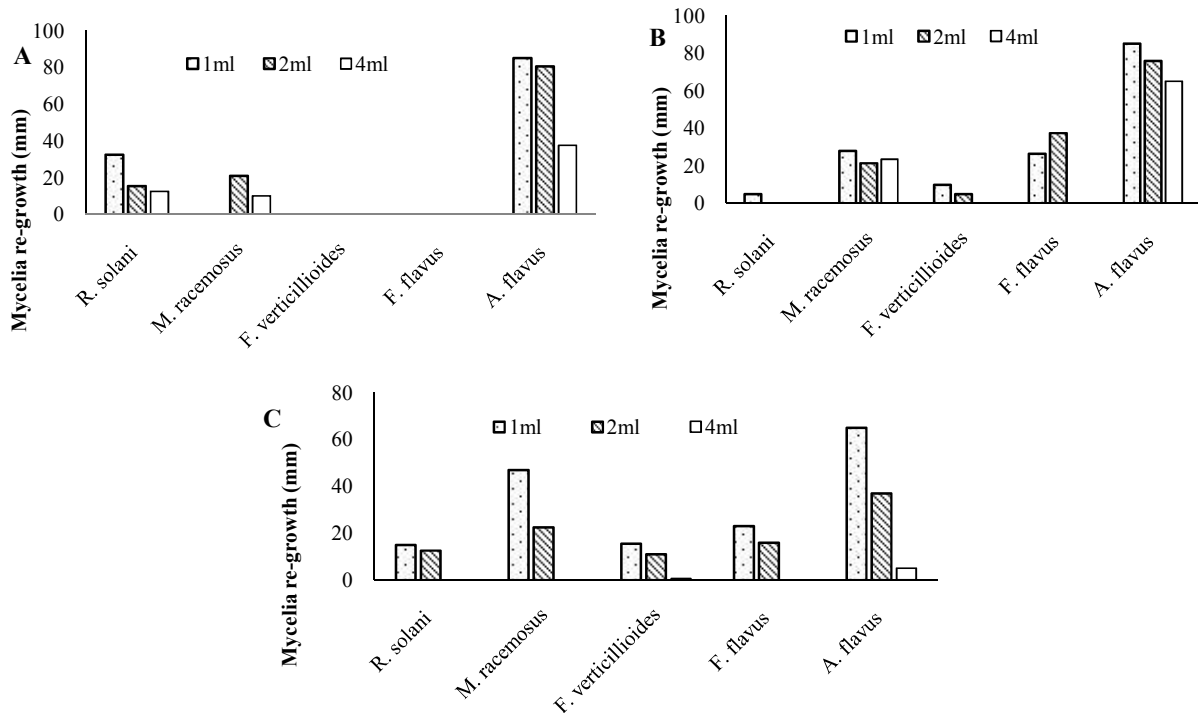 A
Mycelia re-growth (mm)
100
80
60
40
20
0
1ml 2ml 4ml
R. solani
M. racemosus
F. verticillioides
F. flavus
A. flavus
B
Mycelia re-growth (mm)
100
80
60
40
20
0
1ml 2ml 4ml
R. solani
M. racemosus
F. verticillioides
F. flavus
A. flavus
C
Mycelia re-growth (mm)
80
60
40
20
0
1ml 2ml 4ml
R. solani
M. racemosus
F. verticillioides
F. flavus
A. flavus